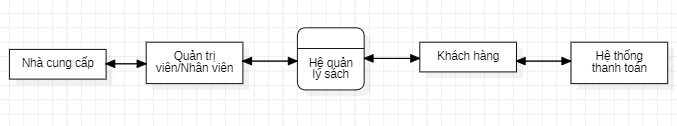 Nhà cung cấp
Quản trị
viên/Nhân viên
Hệ quản
lý sách
Khách hàng
Hệ thống
thanh toán